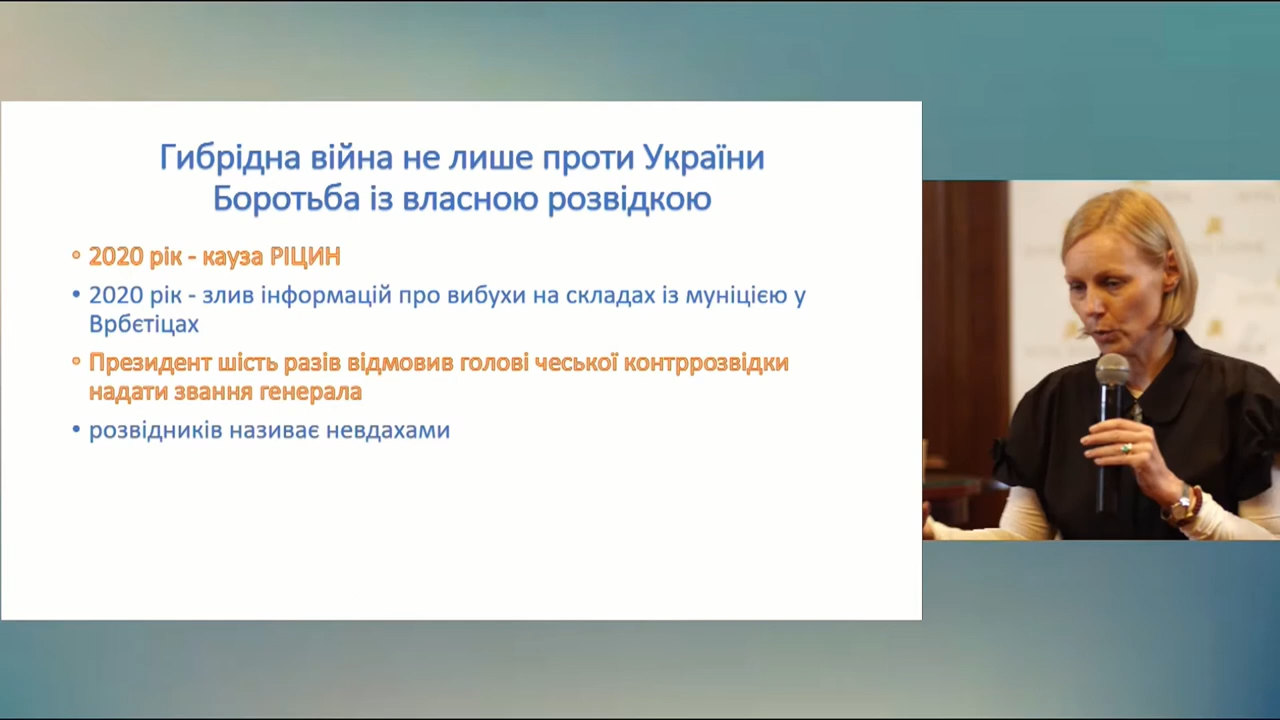 Гибрідна війна не лише проти України
Боротьба із власною розвідкою
• 2020 рік - кауза РІЦИН
• 2020 рік - злив інформацій про вибухи на складах із муніцією у
Врбєтіцах
• Президент шість разів відмовив голові чеської контррозвідки
надати звання генерала
• розвідників називає невдахами